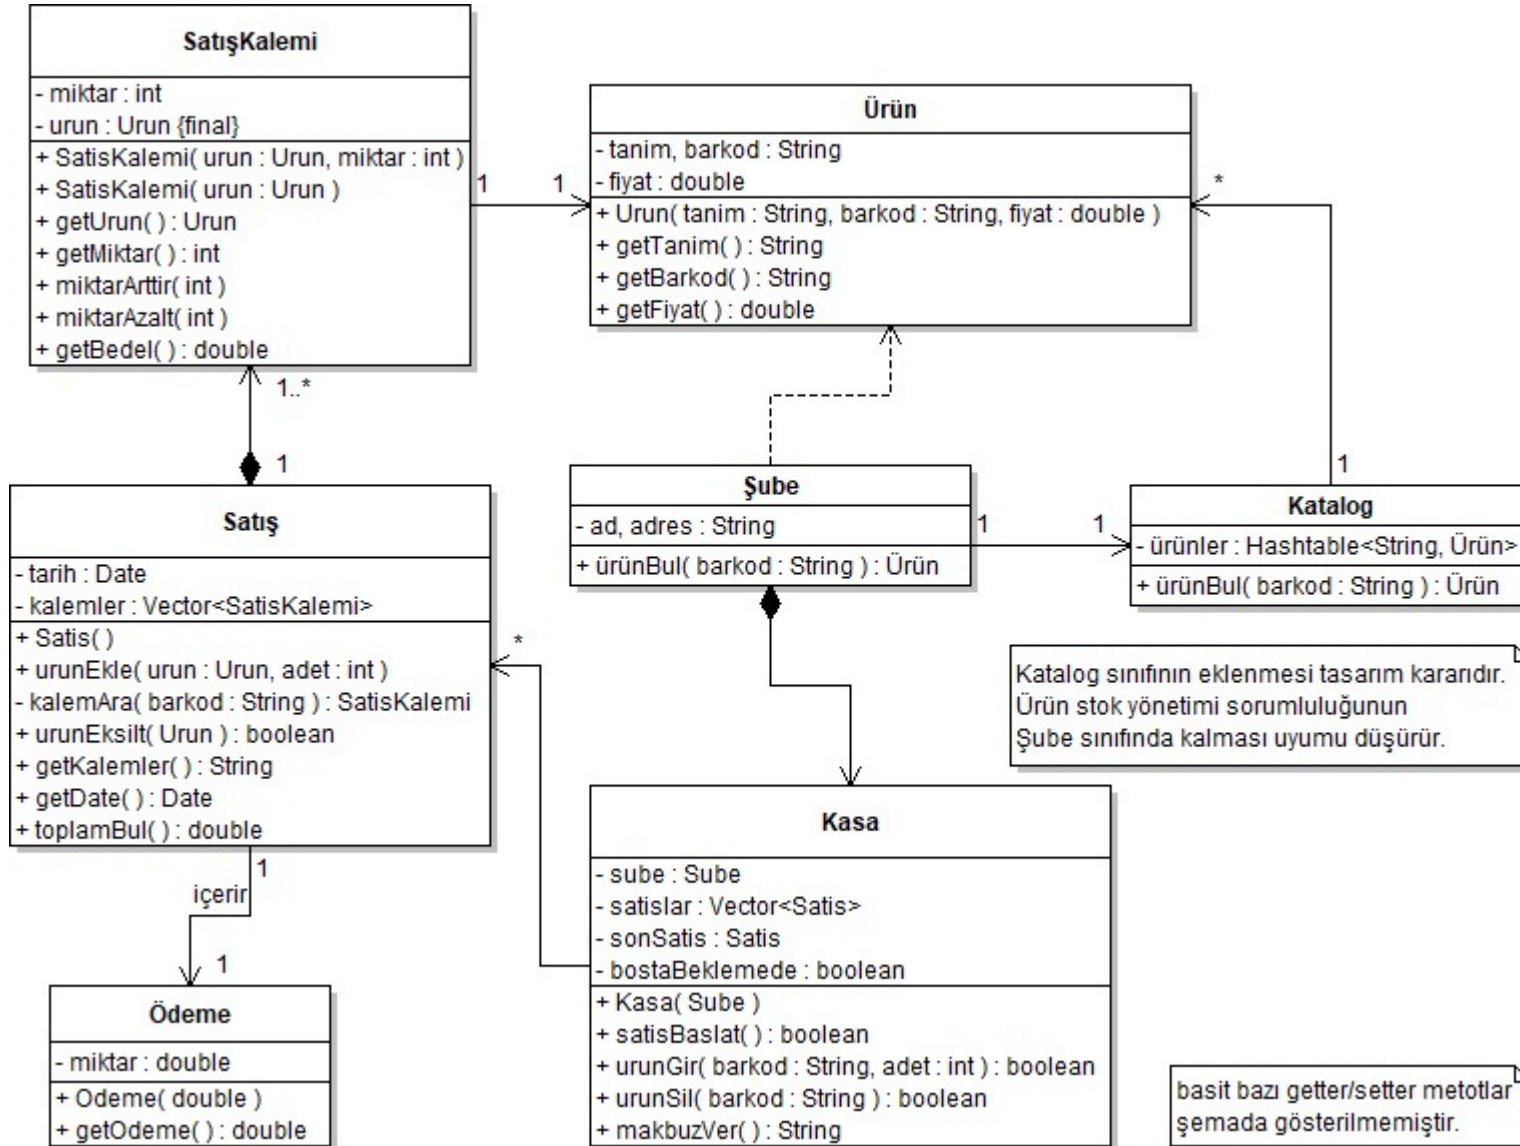 SatışKalemi
- miktar : int
- urun : Urun {final}
+ SatisKalemi( urun : Urun, miktar : int )
+ SatisKalemi( urun : Urun )
+ getUrun( ) : Urun
+ getMiktar( ) : int
+ miktarArttir( int )
+ miktarAzalt( int )
+ getBedel( ) : double
1
1
Ürün
- tanim, barkod : String
- fiyat : double
+ Urun( tanim : String, barkod : String, fiyat : double )
+ getTanim( ) : String
+ getBarkod( ) : String
+ getFiyat( ) : double
*
1
1..*
1
Satış
- tarih : Date
- kalemler : Vector<SatisKalemi>
+ Satis( )
+ urunEkle( urun : Urun, adet : int )
- kalemAra( barkod : String ) : SatisKalemi
+ urunEksilt( Urun ) : boolean
+ getKalemler( ) : String
+ getDate( ) : Date
+ toplamBul( ) : double
*
Şube
- ad, adres : String
+ ürünBul( barkod : String ) : Ürün
1
1
Katalog
- ürünler : Hashtable<String, Ürün>
+ ürünBul( barkod : String ) : Ürün
Katalog sınıfının eklenmesi tasarım kararıdır.
Ürün stok yönetimi sorumluluğunun
Şube sınıfında kalması uyumu düşürür.
1
içerir
1
Ödeme
- miktar : double
+ Odeme( double )
+ getOdeme( ) : double
Kasa
- sube : Sube
- satislar : Vector<Satis>
- sonSatis : Satis
- bostaBeklemede : boolean
+ Kasa( Sube )
+ satisBaslat( ) : boolean
+ urunGir( barkod : String, adet : int ) : boolean
+ urunSil( barkod : String ) : boolean
+ makbuzVer( ) : String
basit bazı getter/setter metotlar
şemada gösterilmemiştir.